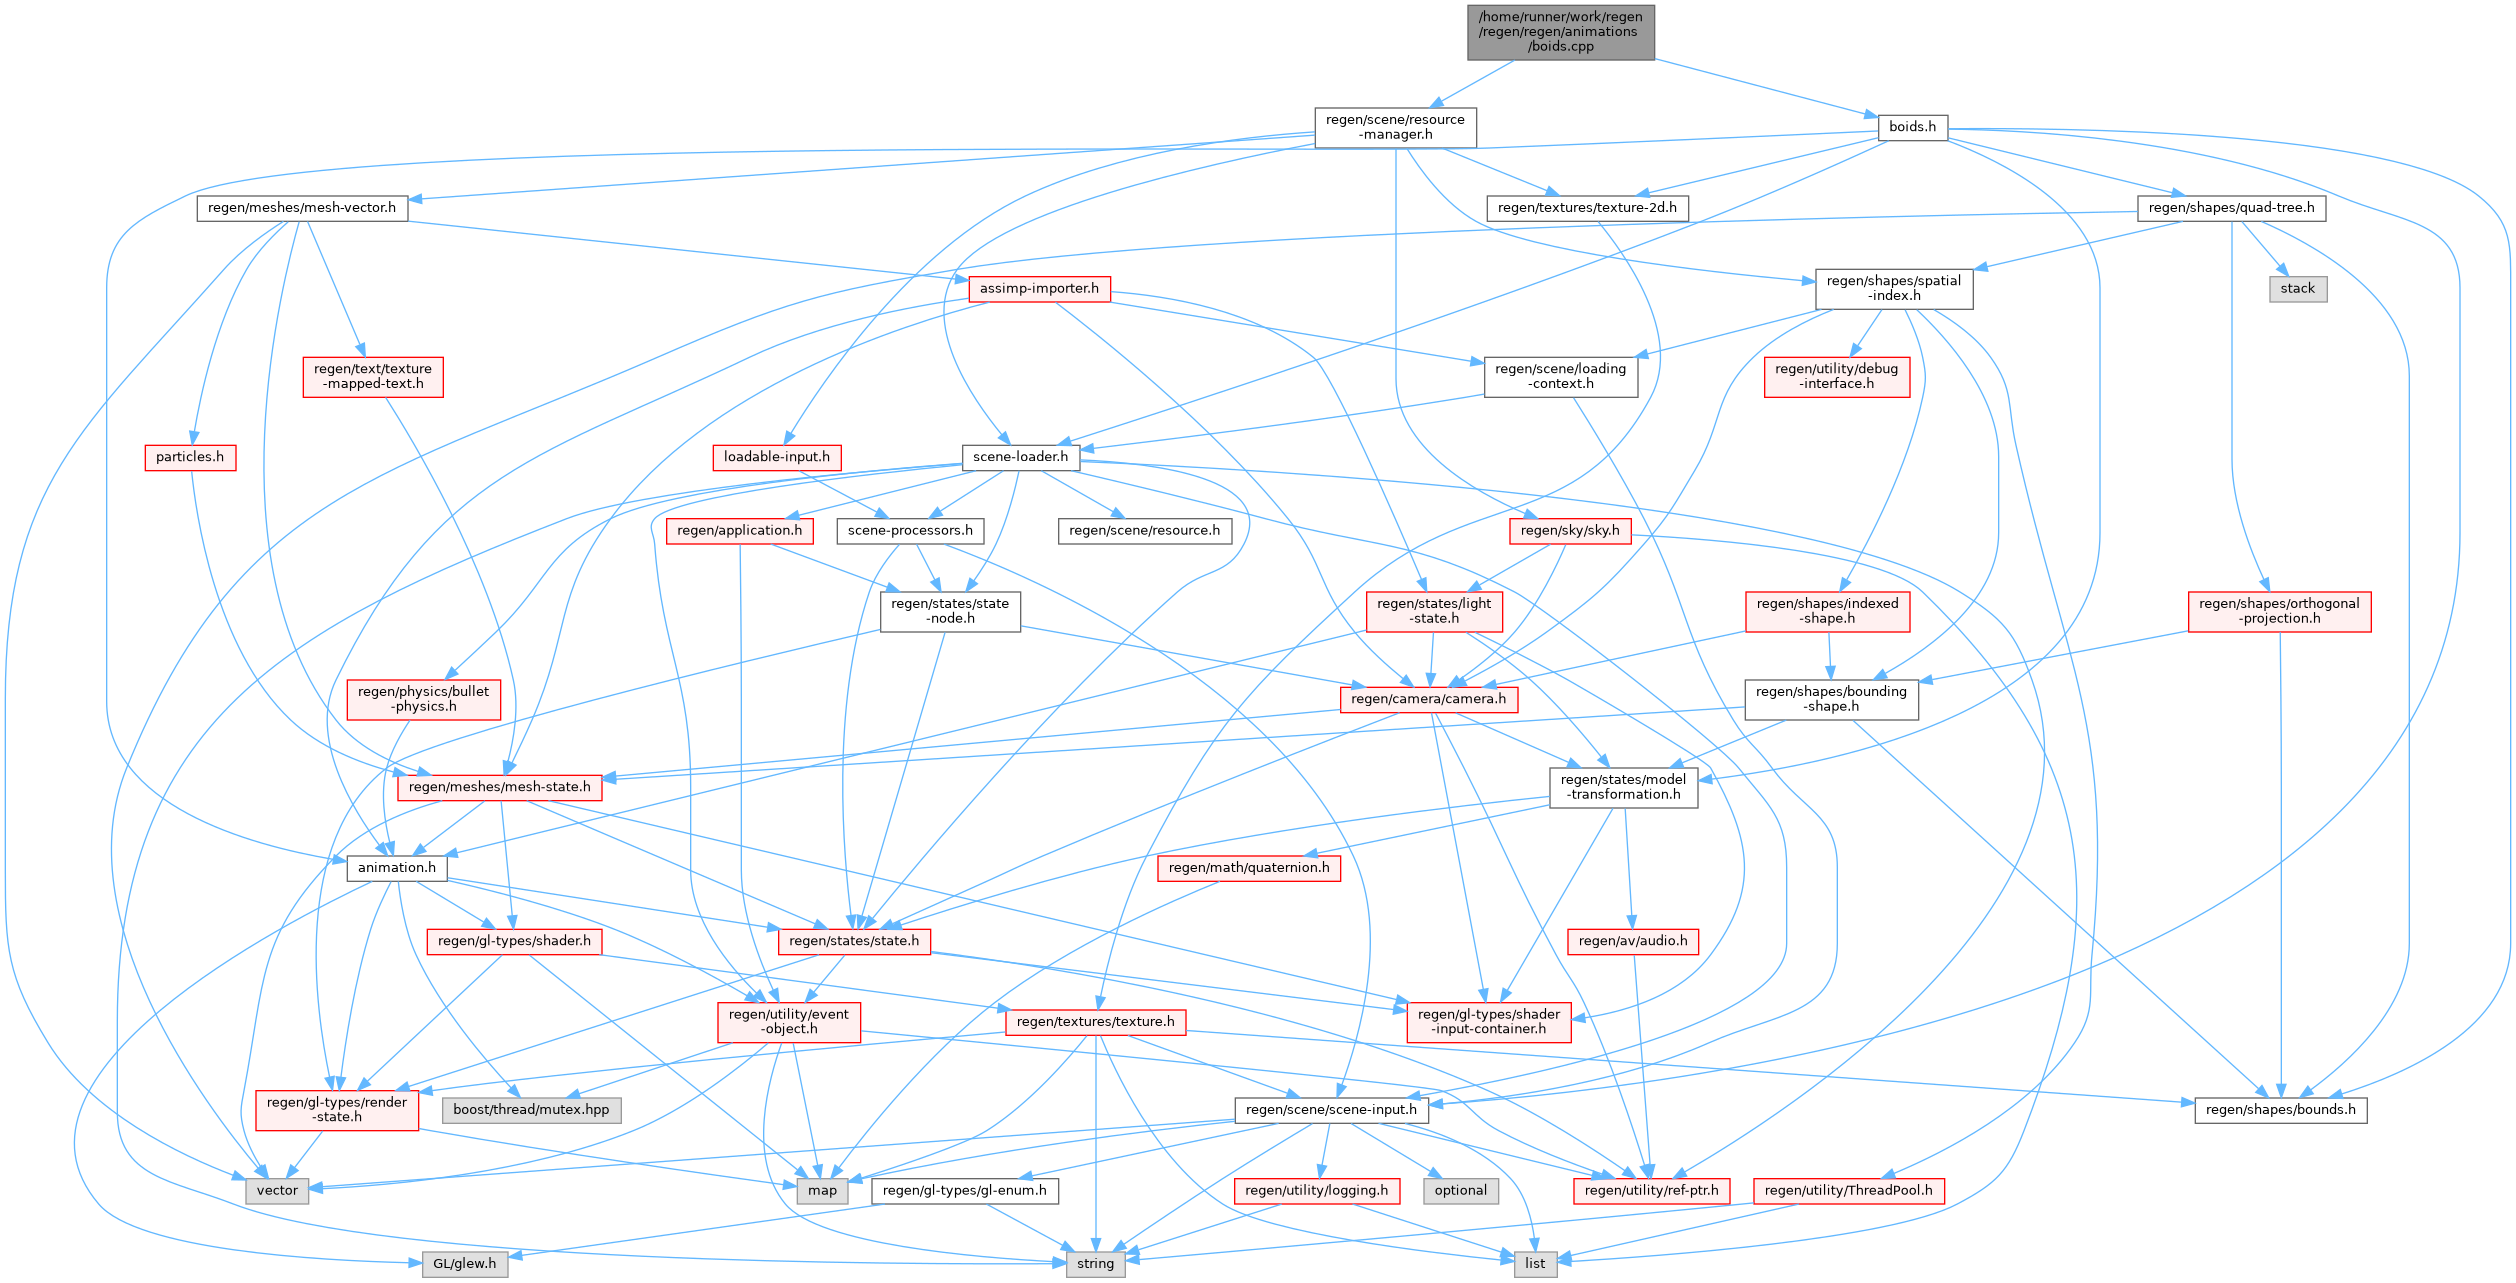 /home/runner/work/regen
/regen/regen/animations
/boids.cpp
regen/scene/resource
-manager.h
boids.h
regen/meshes/mesh-vector.h
regen/textures/texture-2d.h
regen/shapes/quad-tree.h
assimp-importer.h
regen/shapes/spatial
-index.h
stack
regen/text/texture
-mapped-text.h
regen/scene/loading
-context.h
regen/utility/debug
-interface.h
particles.h
loadable-input.h
scene-loader.h
regen/application.h
scene-processors.h
regen/scene/resource.h
regen/sky/sky.h
regen/states/state
-node.h
regen/states/light
-state.h
regen/shapes/indexed
-shape.h
regen/shapes/orthogonal
-projection.h
regen/physics/bullet
-physics.h
regen/camera/camera.h
regen/shapes/bounding
-shape.h
regen/meshes/mesh-state.h
regen/states/model
-transformation.h
animation.h
regen/math/quaternion.h
regen/gl-types/shader.h
regen/states/state.h
regen/av/audio.h
regen/utility/event
-object.h
regen/textures/texture.h
regen/gl-types/shader
-input-container.h
regen/gl-types/render
-state.h
boost/thread/mutex.hpp
regen/scene/scene-input.h
regen/shapes/bounds.h
vector
map
regen/gl-types/gl-enum.h
regen/utility/logging.h
optional
regen/utility/ref-ptr.h
regen/utility/ThreadPool.h
GL/glew.h
string
list